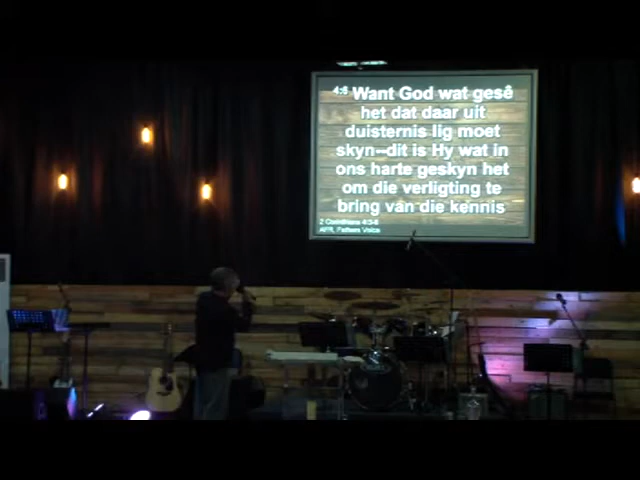 4:6 Want God wat gesê
het dat daar uit
duisternis lig moet
skyn--dit is Hy wat in
ons harte geskyn het
om die verligting te
bring van die kennis
2 Corinthians 4:3-6
AFR, Fathers Voice